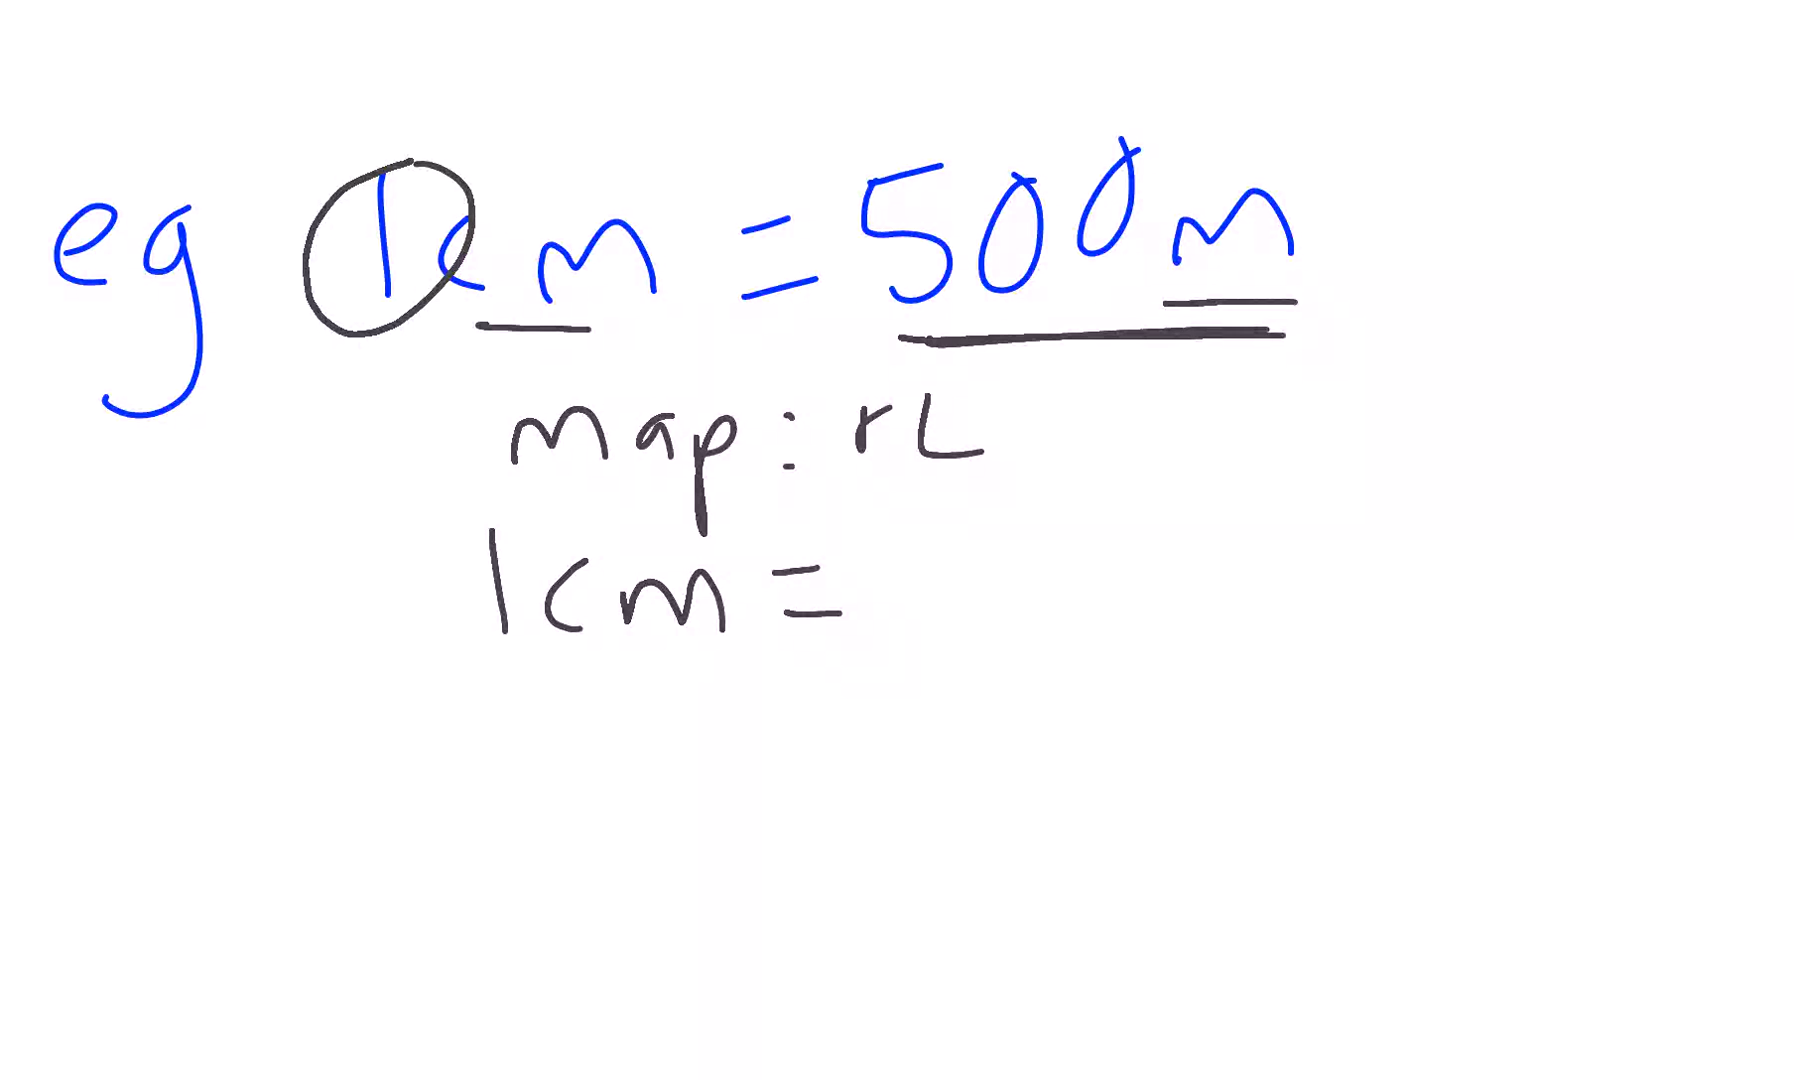 eg 1cm = 500m
map : rL
1cm =